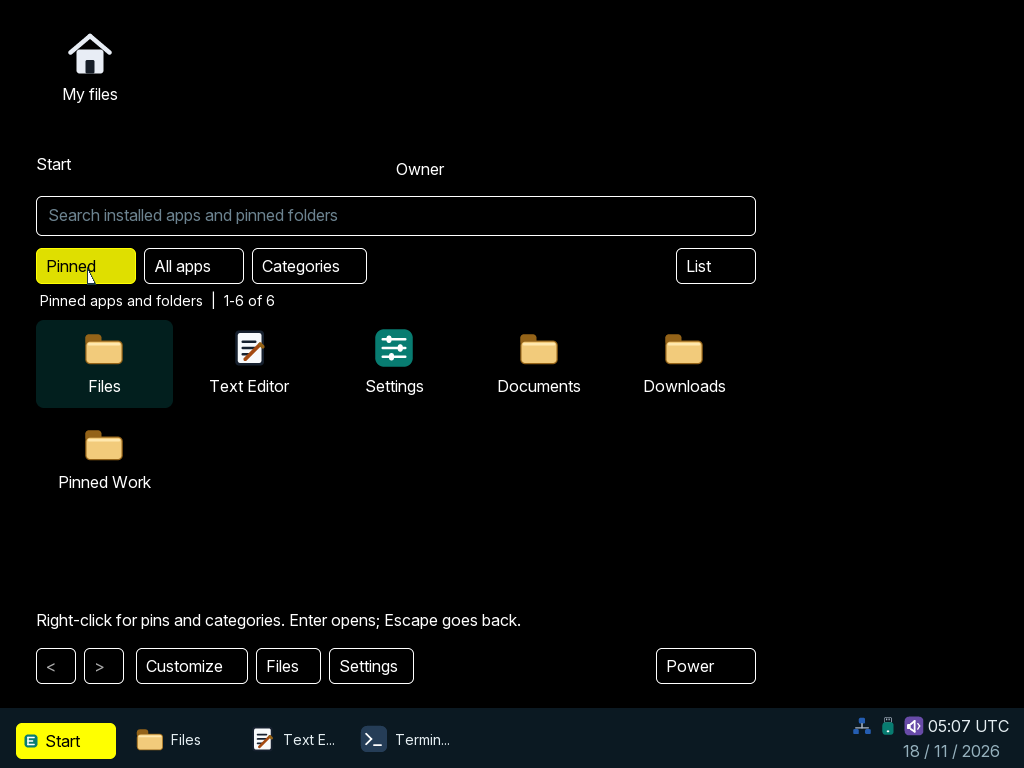 My files
Start
Owner
Search installed apps and pinned folders
Pinned
All apps
Categories
List
Pinned apps and folders | 1-6 of 6
Files
Text Editor
Settings
Documents
Downloads
Pinned Work
Right-click for pins and categories. Enter opens; Escape goes back.
<
>
Customize
Files
Settings
Power
Start
Files
Text E...
Termin...
05:07 UTC
18 / 11 / 2026